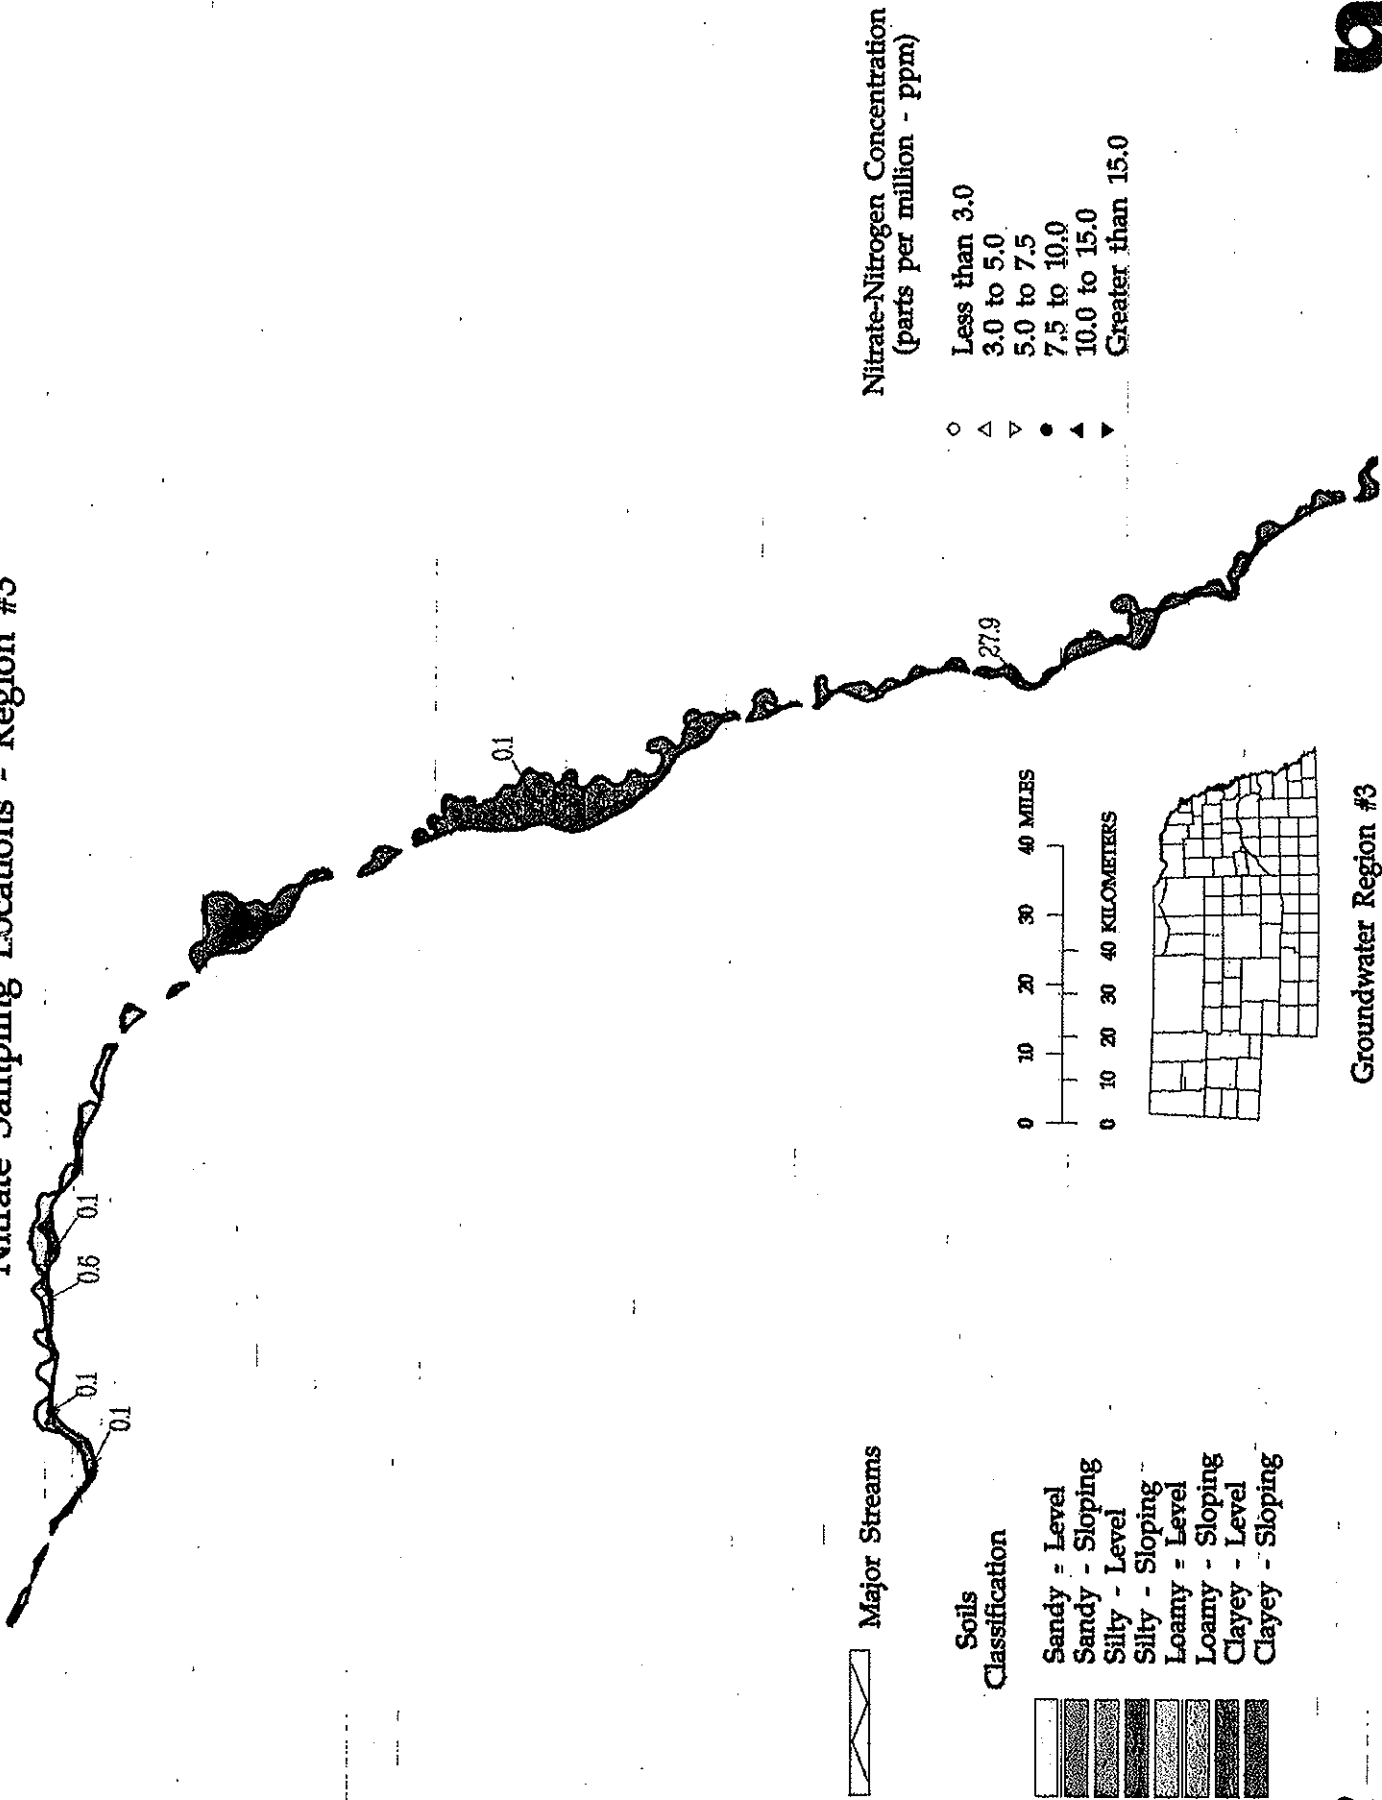 Nitrate Sampling Locations - Region #3
0.1
0.1
0.6
0.1
0.1
27.9
Major Streams
Soils
Classification
Sandy - Level
Sandy - Sloping
Silty - Level
Silty - Sloping
Loamy - Level
Loamy - Sloping
Clayey - Level
Clayey - Sloping
0 10 20 30 40 MILES
0 10 20 30 40 KILOMETERS
Groundwater Region #3
Nitrate-Nitrogen Concentration
(parts per million - ppm)
Less than 3.0
3.0 to 5.0
5.0 to 7.5
7.5 to 10.0
10.0 to 15.0
Greater than 15.0